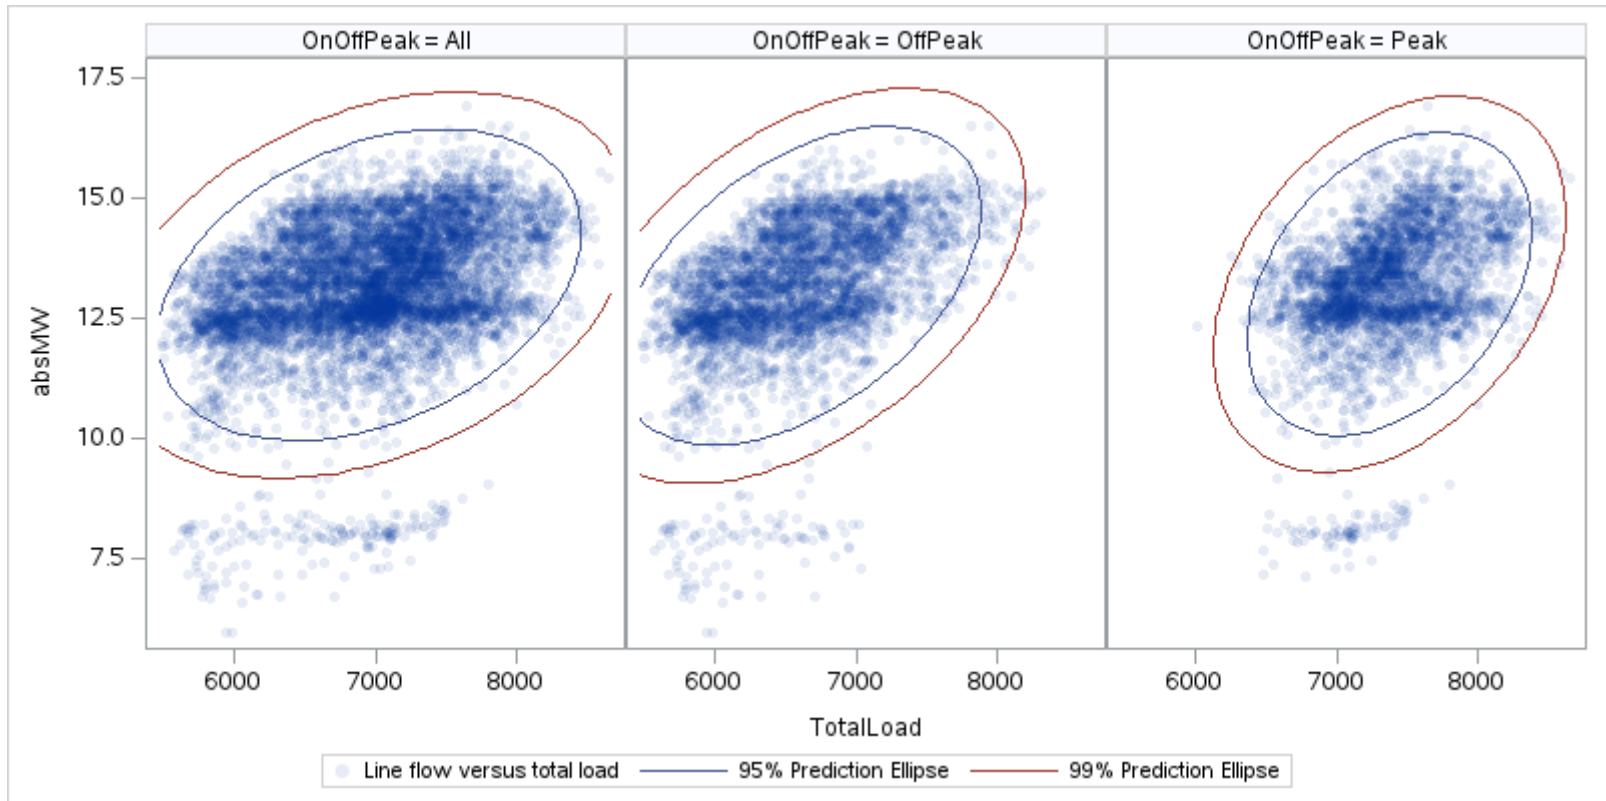 OnOffPeak = All
OnOffPeak = OffPeak
OnOffPeak = Peak
absMW
17.5
15.0
12.5
10.0
7.5
6000 7000 8000
6000 7000 8000
6000 7000 8000
TotalLoad
Line flow versus total load 95% Prediction Ellipse 99% Prediction Ellipse